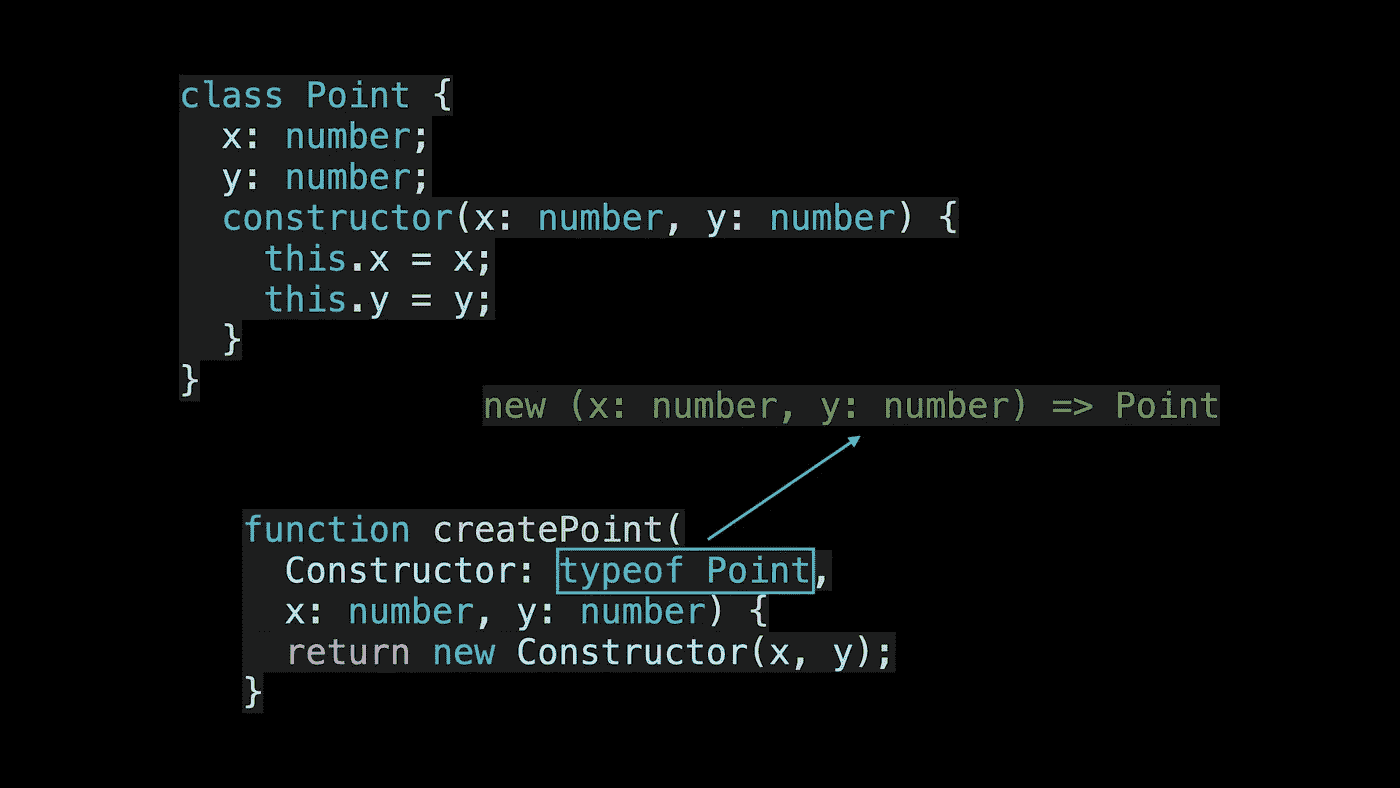 class Point {
  x: number;
  y: number;
  constructor(x: number, y: number) {
    this.x = x;
    this.y = y;
  }
}
new (x: number, y: number) => Point
function createPoint(
  Constructor: typeof Point,
  x: number, y: number) {
  return new Constructor(x, y);
}